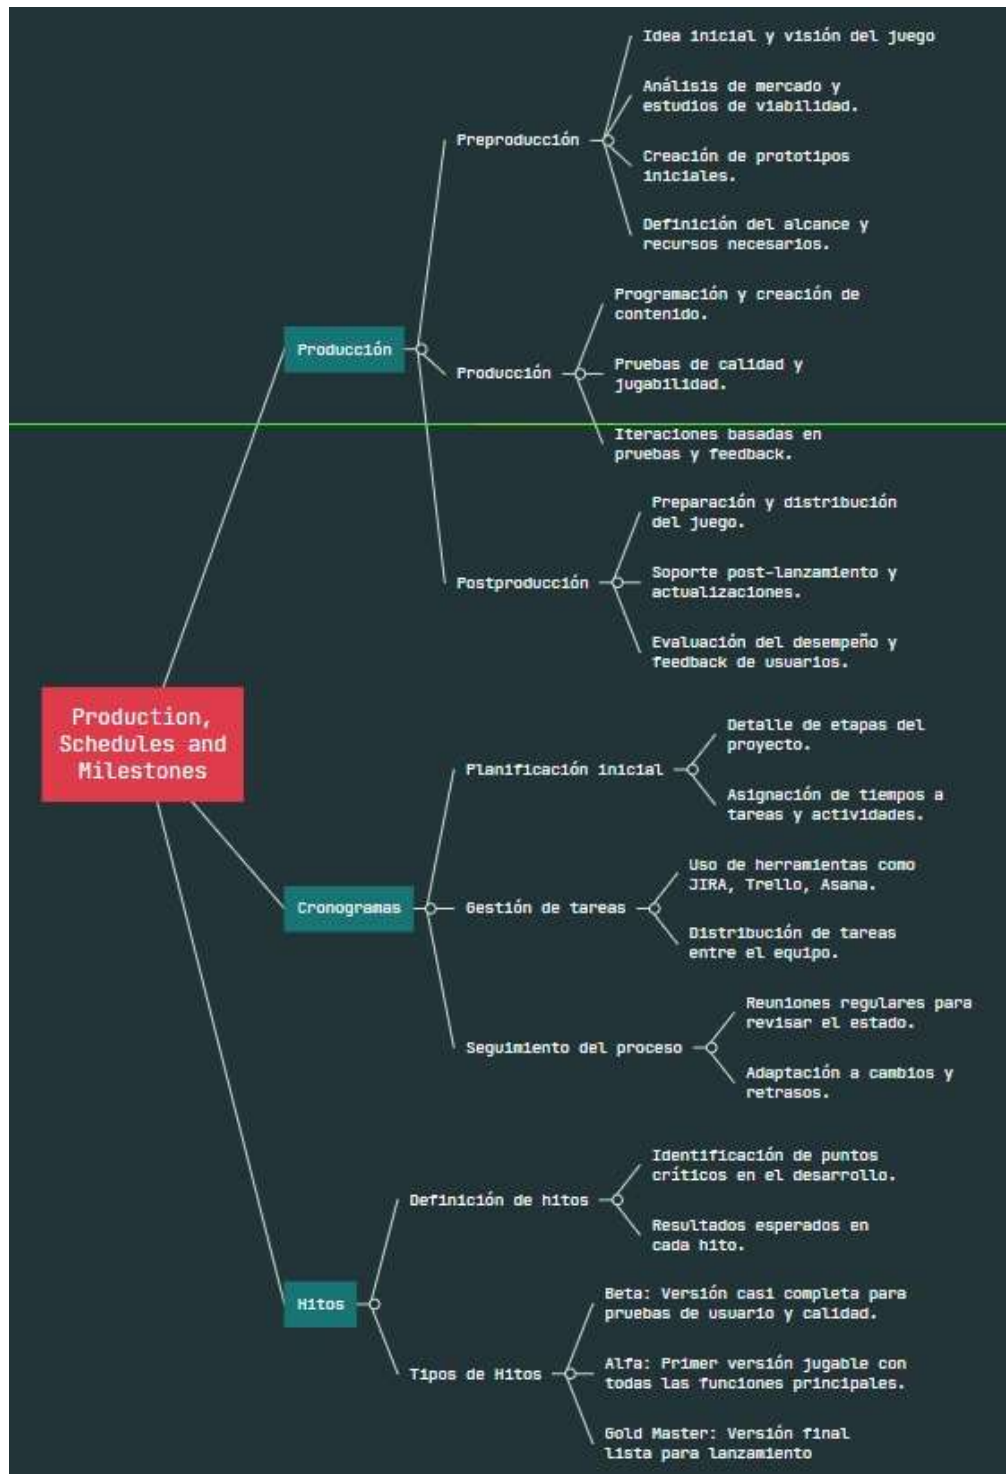 Idea inicial y visión del juego
Análisis de mercado y
estudios de viabilidad.
Preproducción
Creación de prototipos
iniciales.
Definición del alcance y
recursos necesarios.
Programación y creación de
contenido.
Producción
Producción
Pruebas de calidad y
jugabilidad.
Iteraciones basadas en
pruebas y feedback.
Preparación y distribución
del juego.
Postproducción
Soporte post-lanzamiento y
actualizaciones.
Evaluación del desempeño y
feedback de usuarios.
Production,
Schedules and
Milestones
Detalle de etapas del
proyecto.
Planificación inicial
Asignación de tiempos a
tareas y actividades.
Uso de herramientas como
JIRA, Trello, Asana.
Cronogramas
Gestión de tareas
Distribución de tareas
entre el equipo.
Reuniones regulares para
revisar el estado.
Seguimiento del proceso
Adaptación a cambios y
retrasos.
Identificación de puntos
críticos en el desarrollo.
Definición de hitos
Resultados esperados en
cada hito.
Hitos
Beta: Versión casi completa para
pruebas de usuario y calidad.
Tipos de Hitos
Alfa: Primer versión jugable con
todas las funciones principales.
Gold Master: Versión final
lista para lanzamiento